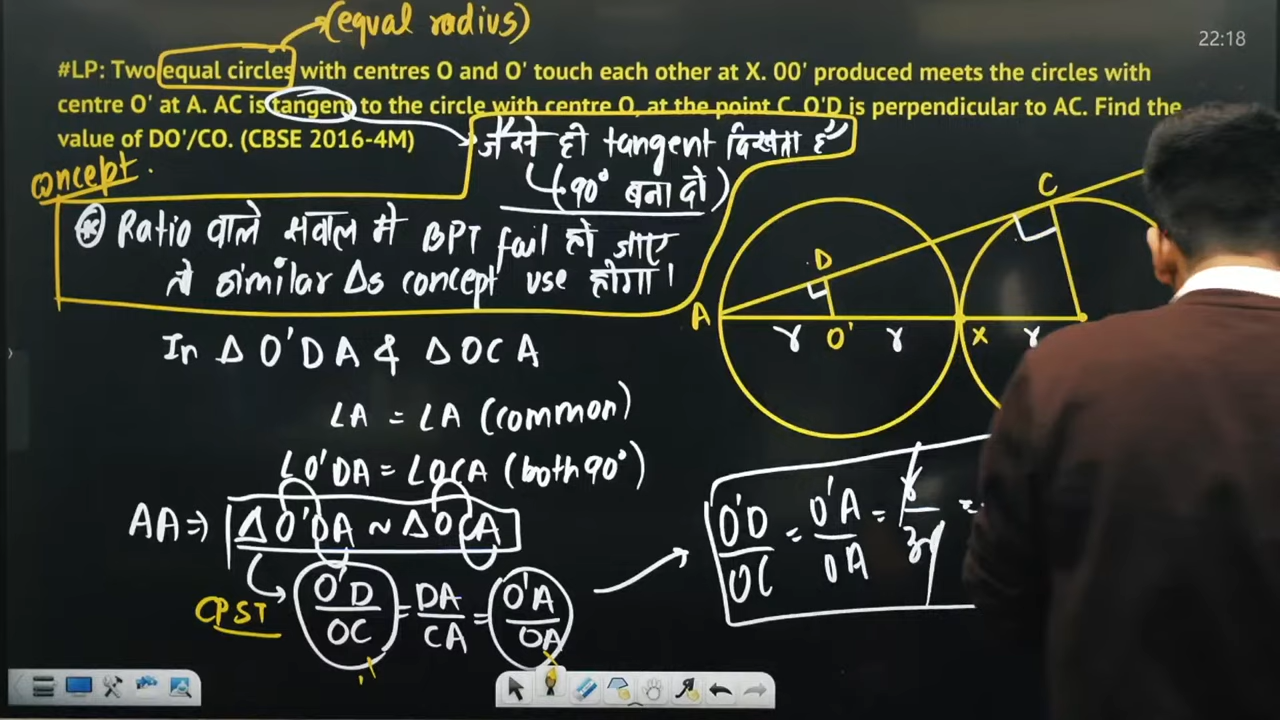 (equal radius)
22:18
#LP: Two equal circles with centres O and O' touch each other at X. OO' produced meets the circles with
centre O' at A. AC is tangent to the circle with centre O, at the point C. O'D is perpendicular to AC. Find the
value of DO'/CO. (CBSE 2016-4M)
"जैसे ही tangent दिखता है"
(90° बना दो)
concept.
* Ratio वाले सवाल मे BPT fail हो जाए
तो similar Δs concept use होगा।
C
D
A
r O' r X r
In Δ O'DA & Δ OCA
∠A = ∠A (common)
∠O'DA = ∠OCA (both 90°)
AA ⇒ Δ O'DA ~ Δ OCA
CPST O'D/OC = DA/CA = O'A/OA
O'D/OC = O'A/OA = r/3r =